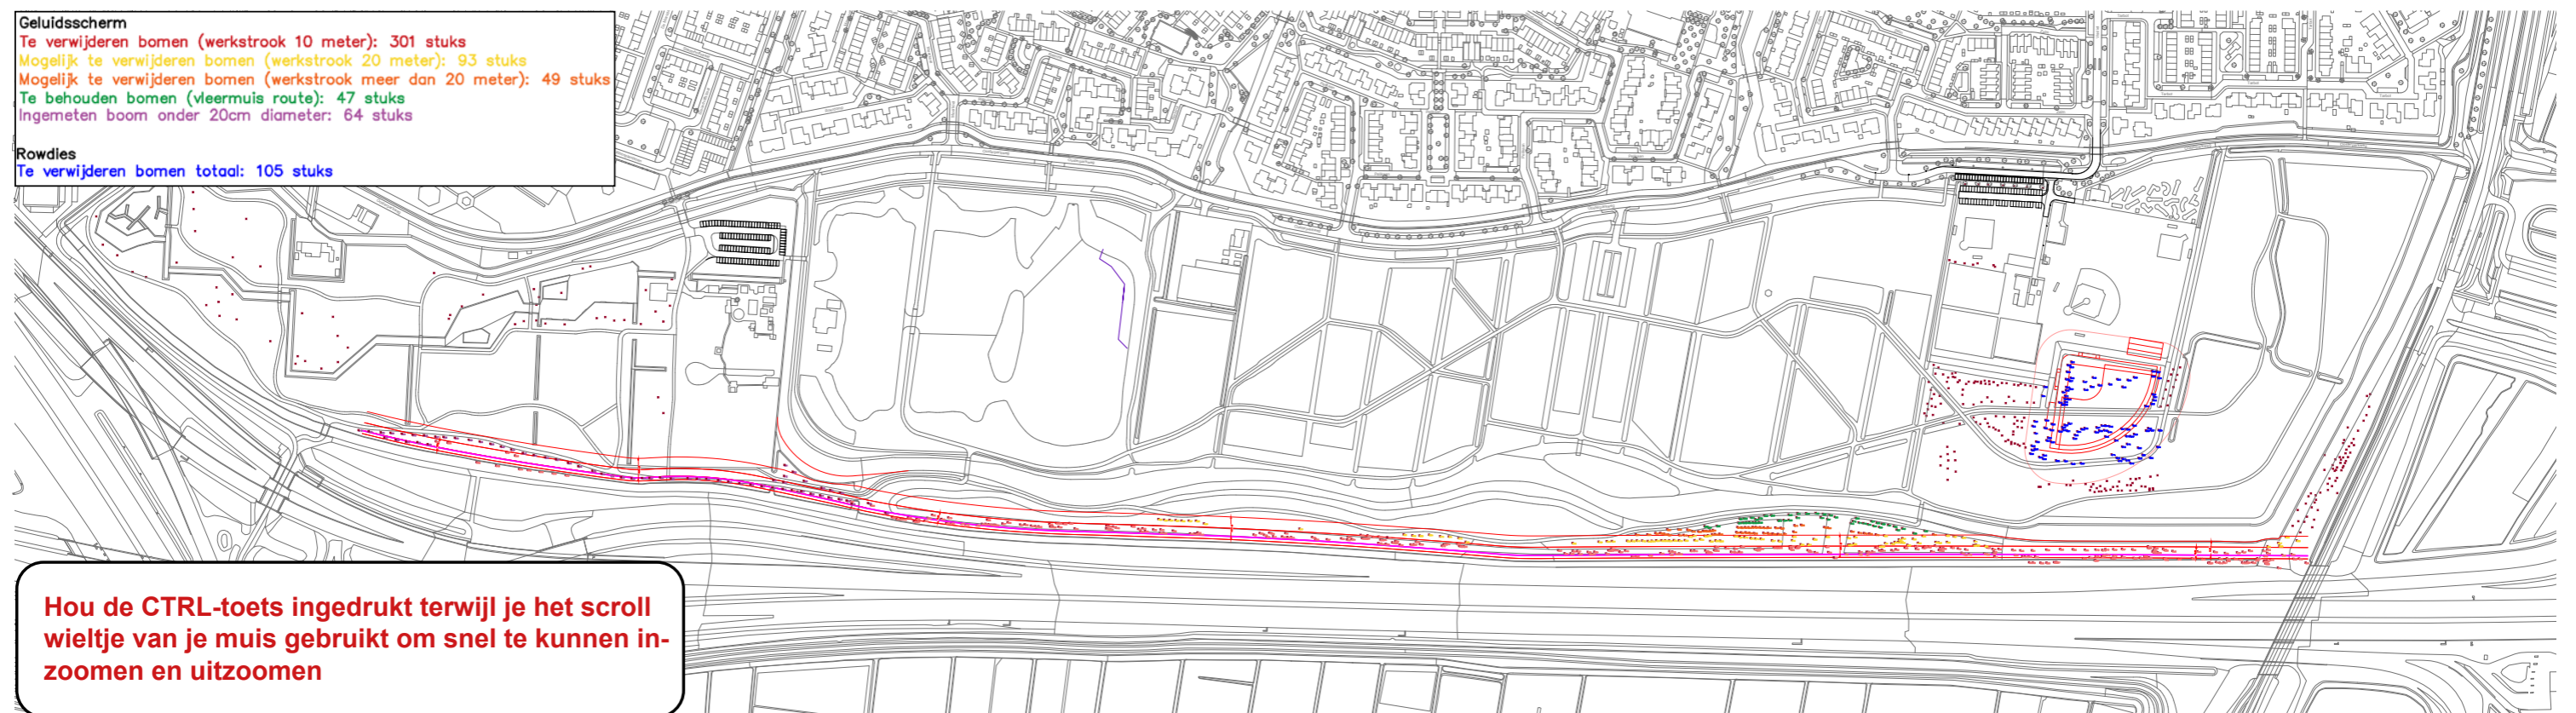 Geluidsscherm
Te verwijderen bomen (werkstrook 10 meter): 301 stuks
Mogelijk te verwijderen bomen (werkstrook 20 meter): 93 stuks
Mogelijk te verwijderen bomen (werkstrook meer dan 20 meter): 49 stuks
Te behouden bomen (vleermuis route): 47 stuks
Ingemeten boom onder 20cm diameter: 64 stuks
Rowdies
Te verwijderen bomen totaal: 105 stuks
Hou de CTRL-toets ingedrukt terwijl je het scroll
wieltje van je muis gebruikt om snel te kunnen in-
zoomen en uitzoomen